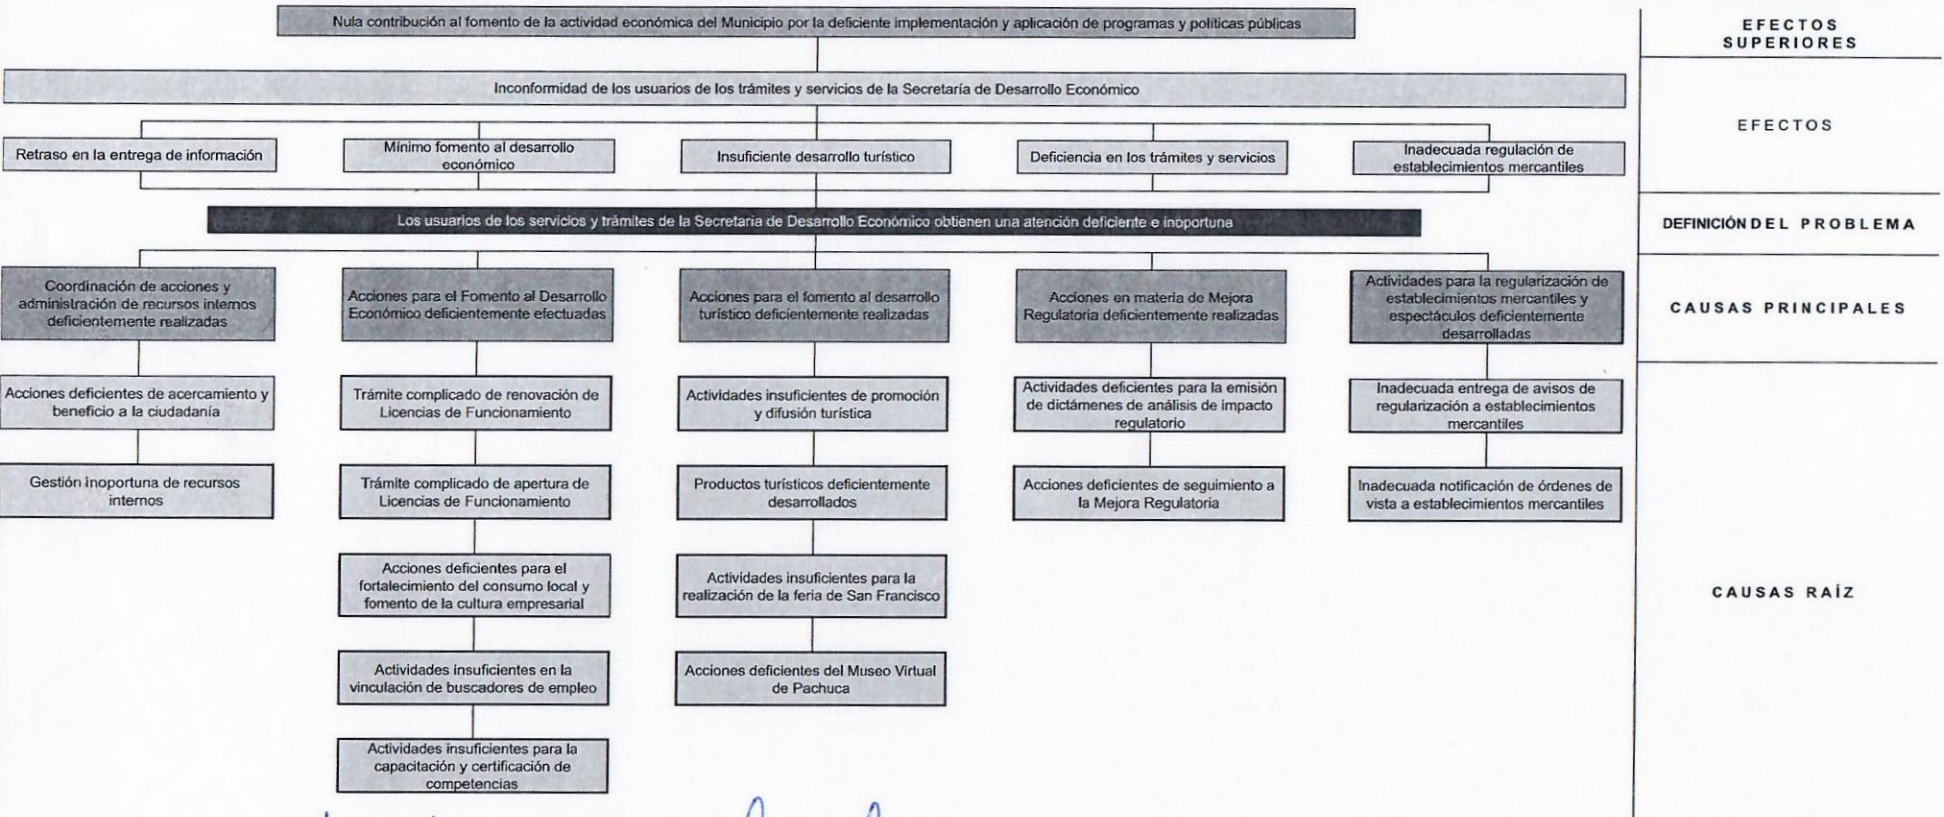 Nula contribución al fomento de la actividad económica del Municipio por la deficiente implementación y aplicación de programas y políticas públicas
EFECTOS
SUPERIORES
Inconformidad de los usuarios de los trámites y servicios de la Secretaría de Desarrollo Económico
EFECTOS
Retraso en la entrega de información
Mínimo fomento al desarrollo
económico
Insuficiente desarrollo turístico
Deficiencia en los trámites y servicios
Inadecuada regulación de
establecimientos mercantiles
Los usuarios de los servicios y trámites de la Secretaría de Desarrollo Económico obtienen una atención deficiente e inoportuna
DEFINICIÓN DEL PROBLEMA
Coordinación de acciones y
administración de recursos internos
deficientemente realizadas
Acciones para el Fomento al Desarrollo
Económico deficientemente efectuadas
Acciones para el fomento al desarrollo
turístico deficientemente realizadas
Acciones en materia de Mejora
Regulatoria deficientemente realizadas
Actividades para la regularización de
establecimientos mercantiles y
espectáculos deficientemente
desarrolladas
CAUSAS PRINCIPALES
Acciones deficientes de acercamiento y
beneficio a la ciudadanía
Trámite complicado de renovación de
Licencias de Funcionamiento
Actividades insuficientes de promoción
y difusión turística
Actividades deficientes para la emisión
de dictámenes de análisis de impacto
regulatorio
Inadecuada entrega de avisos de
regularización a establecimientos
mercantiles
Gestión Inoportuna de recursos
internos
Trámite complicado de apertura de
Licencias de Funcionamiento
Productos turísticos deficientemente
desarrollados
Acciones deficientes de seguimiento a
la Mejora Regulatoria
Inadecuada notificación de órdenes de
vista a establecimientos mercantiles
Acciones deficientes para el
fortalecimiento del consumo local y
fomento de la cultura empresarial
Actividades insuficientes para la
realización de la feria de San Francisco
CAUSAS RAÍZ
Actividades insuficientes en la
vinculación de buscadores de empleo
Acciones deficientes del Museo Virtual
de Pachuca
Actividades insuficientes para la
capacitación y certificación de
competencias